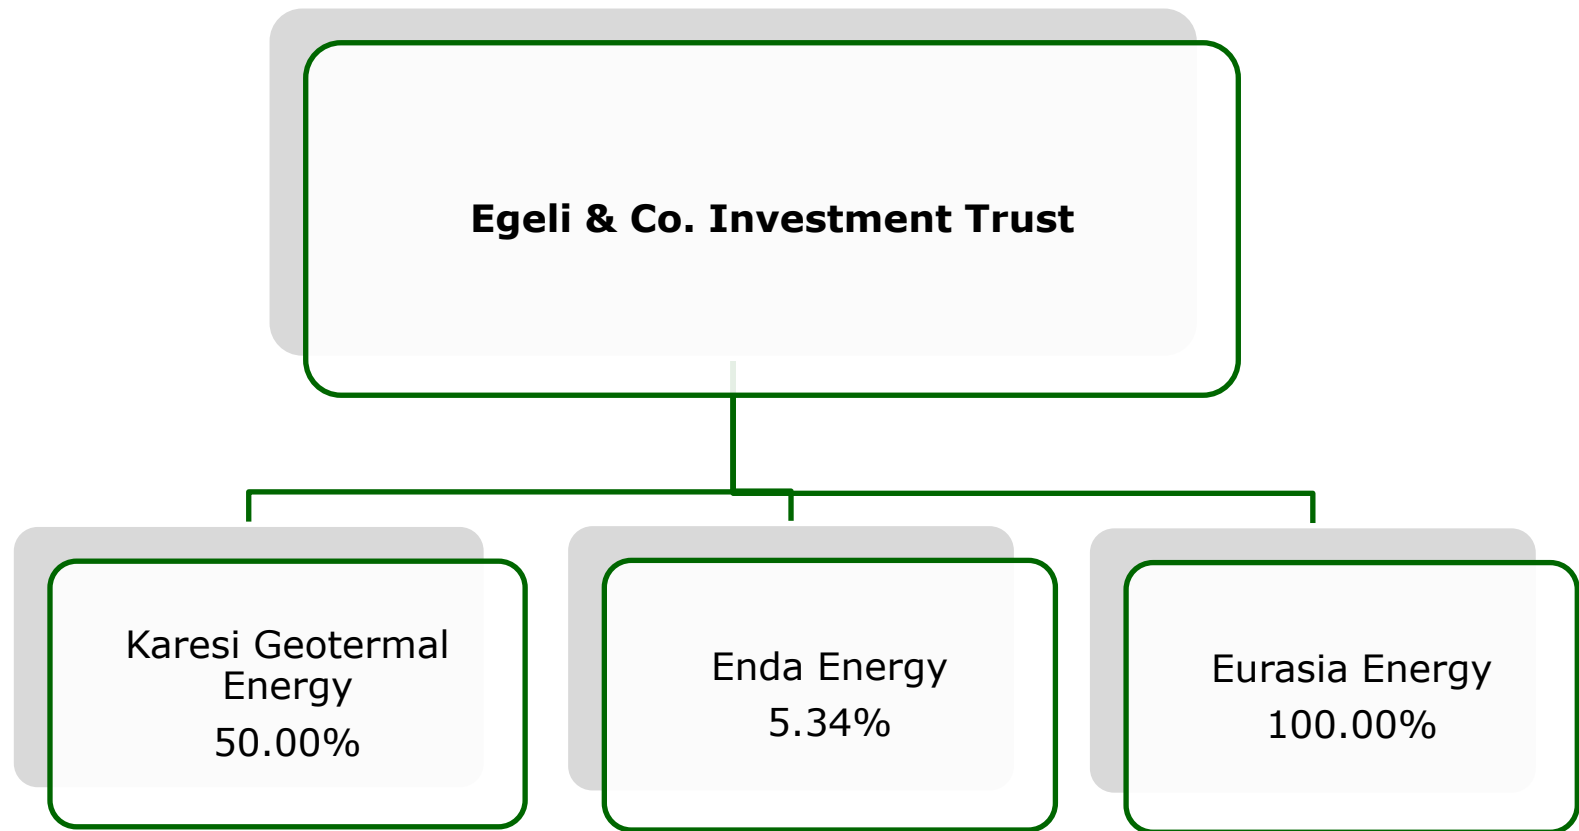 Egeli & Co. Investment Trust
Karesi Geotermal
Energy
50.00%
Enda Energy
5.34%
Eurasia Energy
100.00%